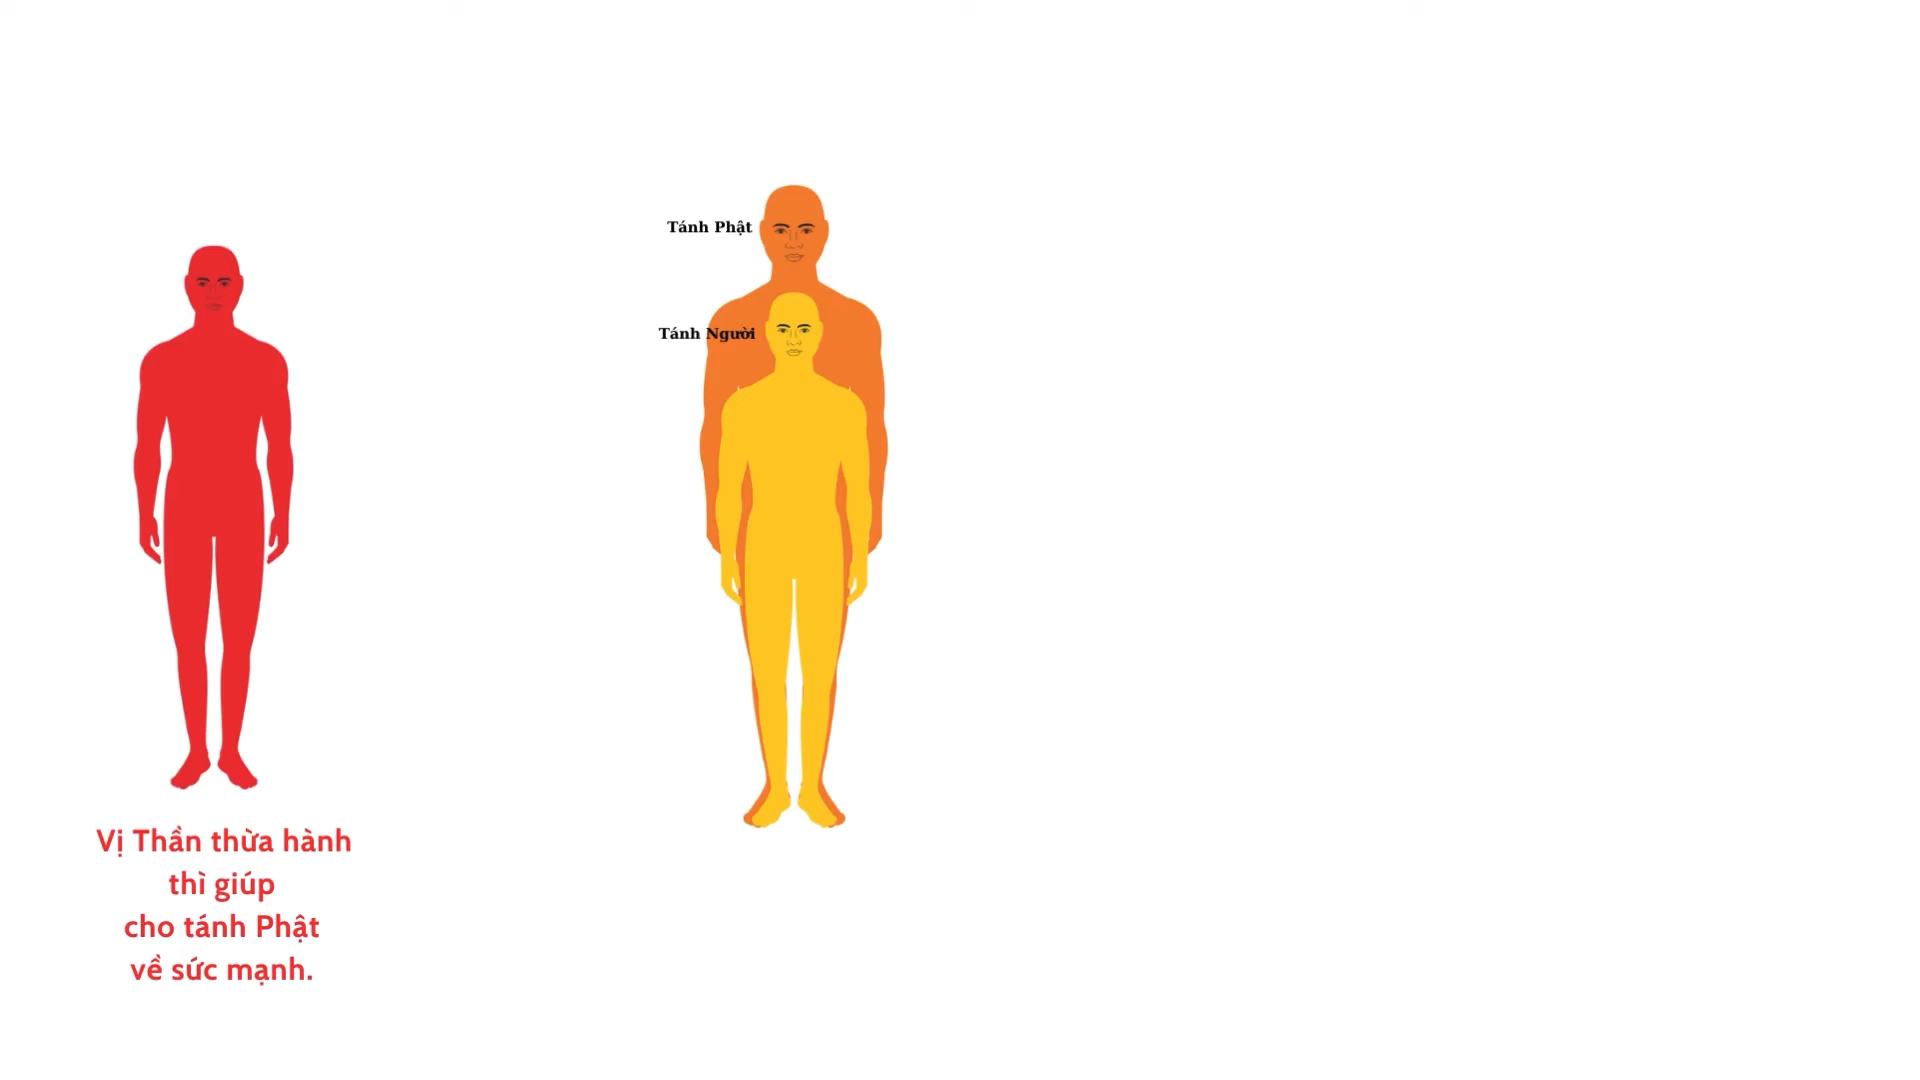 Tánh Phật
Tánh Người
Vị Thần thừa hành
thì giúp
cho tánh Phật
về sức mạnh.